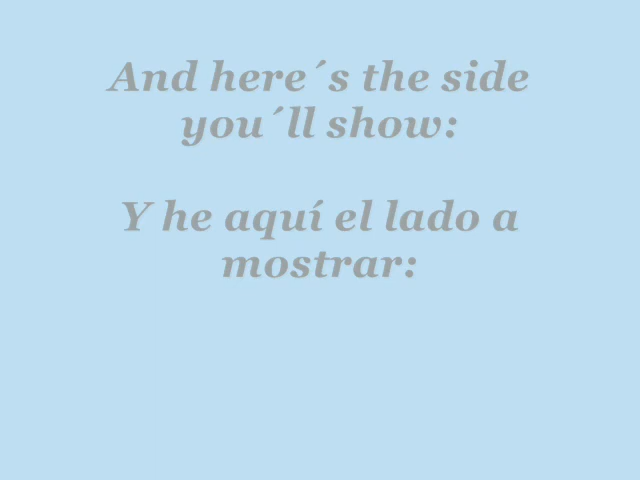 And here´s the side
you´ll show:
Y he aquí el lado a
mostrar: